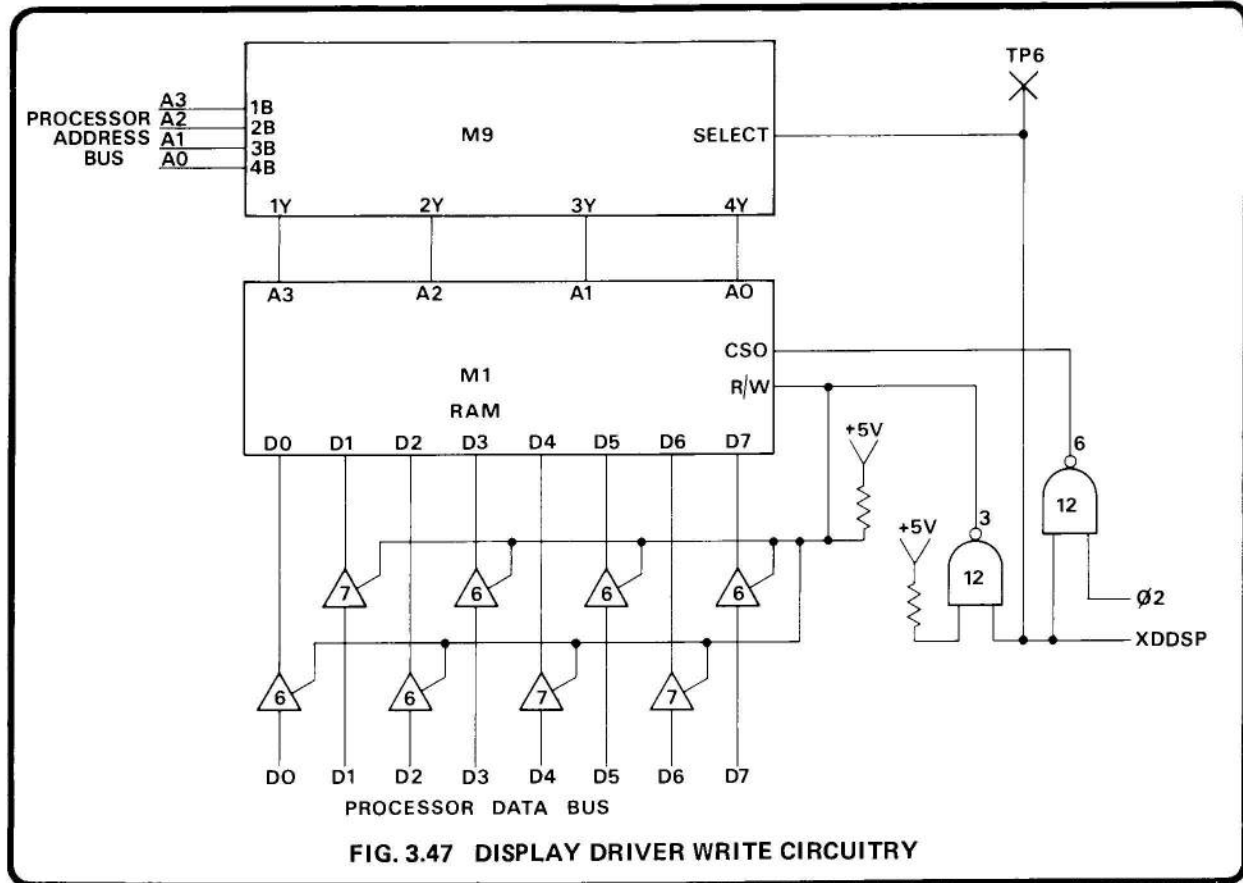 TP6
A3
PROCESSOR A2
ADDRESS A1
BUS A0
1B
2B
3B
4B
M9
SELECT
1Y 2Y 3Y 4Y
A3 A2 A1 A0
CSO
M1
R/W
RAM
D0 D1 D2 D3 D4 D5 D6 D7
+5V
6
12
+5V
3
12
7 6 6 6
Ø2
XDDSP
6 6 7 7
D0 D1 D2 D3 D4 D5 D6 D7
PROCESSOR DATA BUS
FIG. 3.47 DISPLAY DRIVER WRITE CIRCUITRY